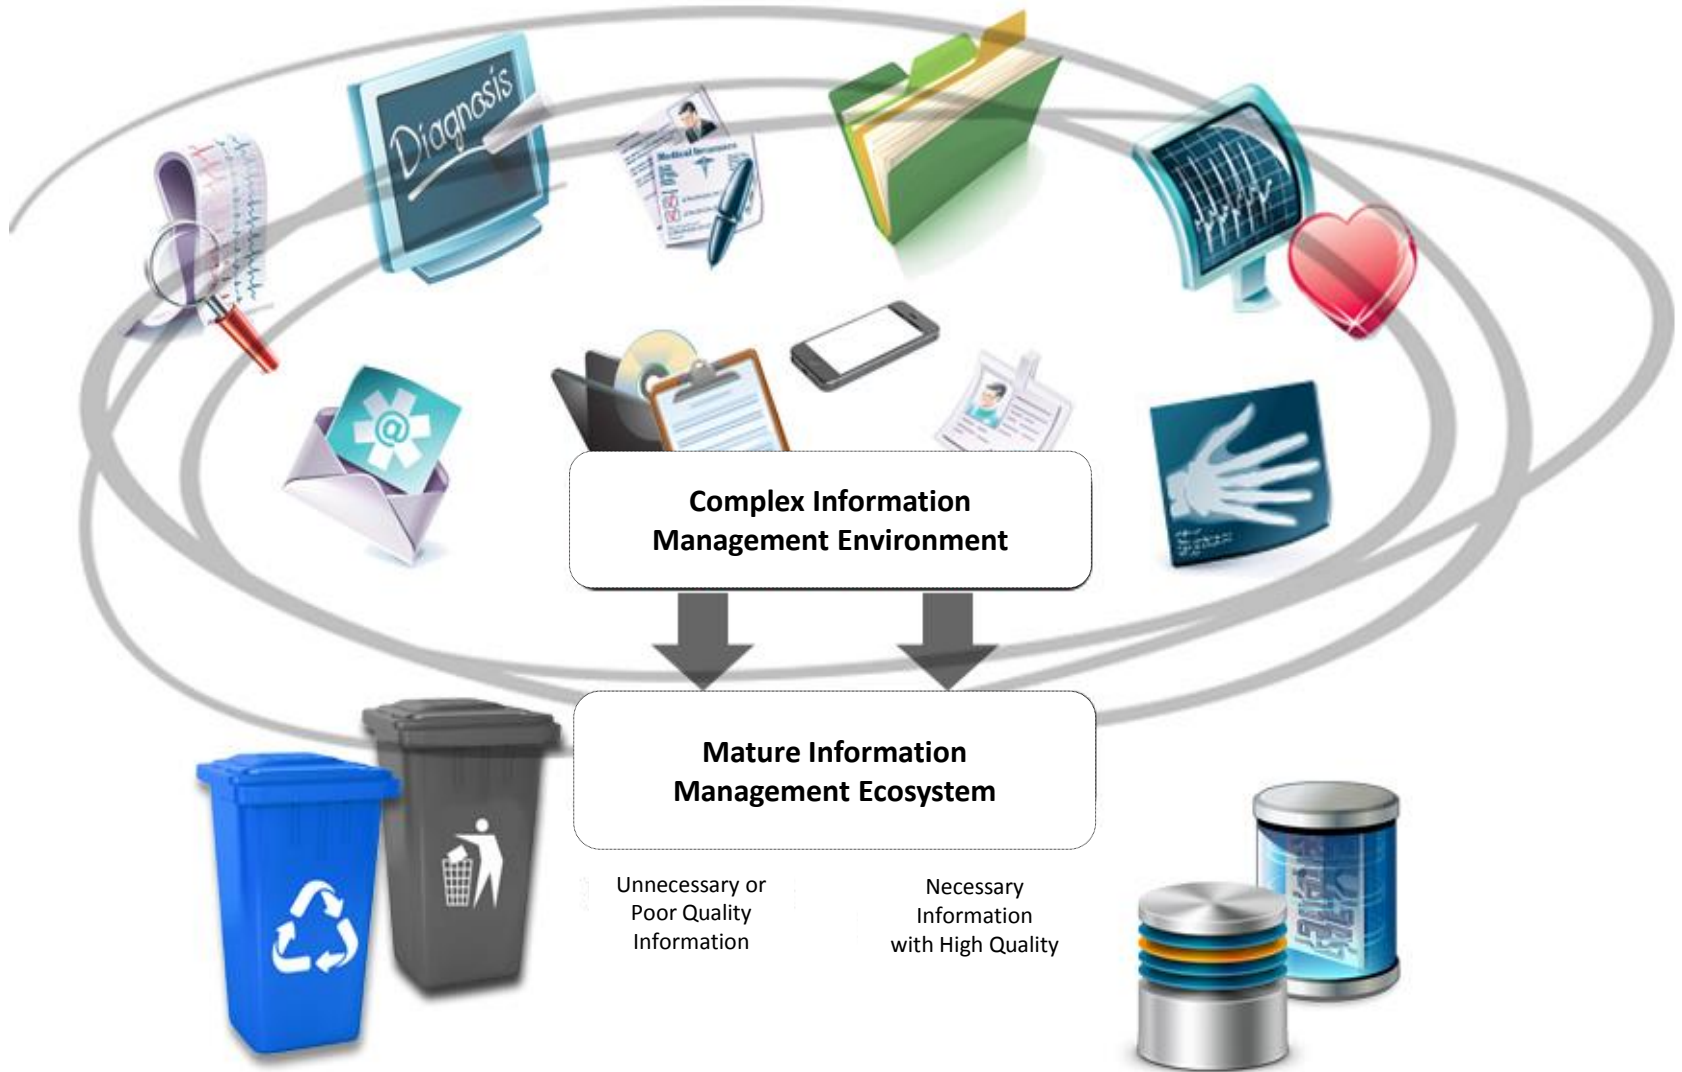 Diagnosis
Medical Insurance
@
Complex Information
Management Environment
Mature Information
Management Ecosystem
Unnecessary or
Poor Quality
Information
Necessary
Information
with High Quality